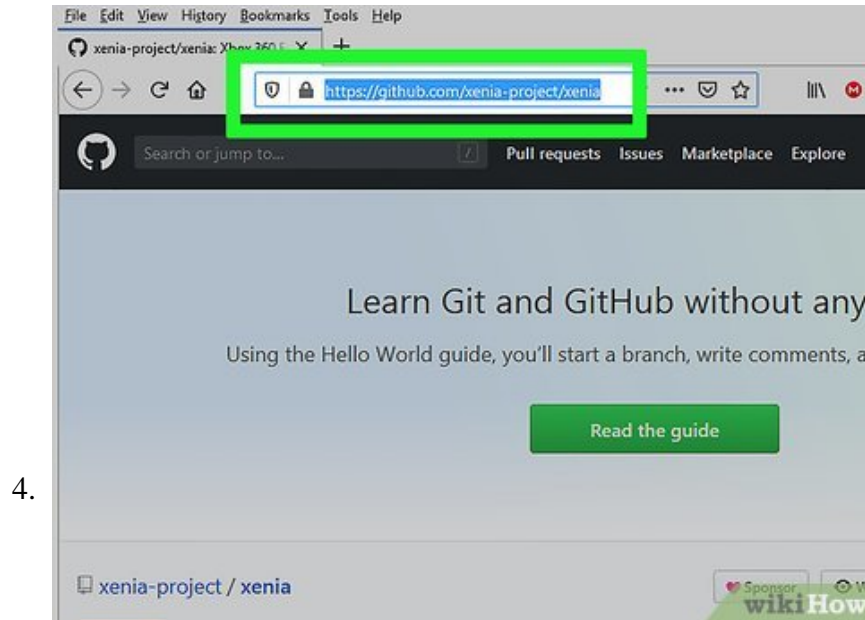 File Edit View History Bookmarks Tools Help
xenia-project/xenia: Xbox 360 E
https://github.com/xenia-project/xenia
Search or jump to... / Pull requests Issues Marketplace Explore
Learn Git and GitHub without any
Using the Hello World guide, you'll start a branch, write comments, a
Read the guide
4.
xenia-project / xenia
Sponsor W
wikiHow